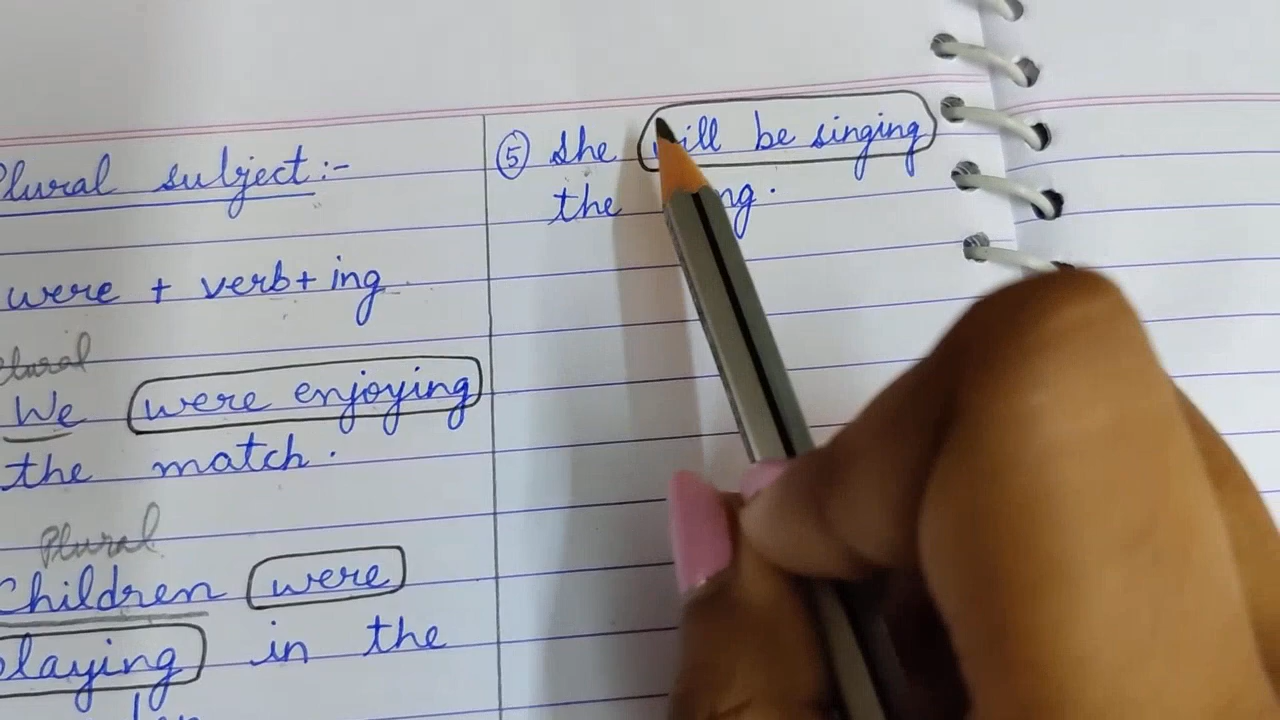 Plural subject:-
were + verb + ing
Plural
We were enjoying
the match.
Plural
Children were
playing in the
⑤ She will be singing
the